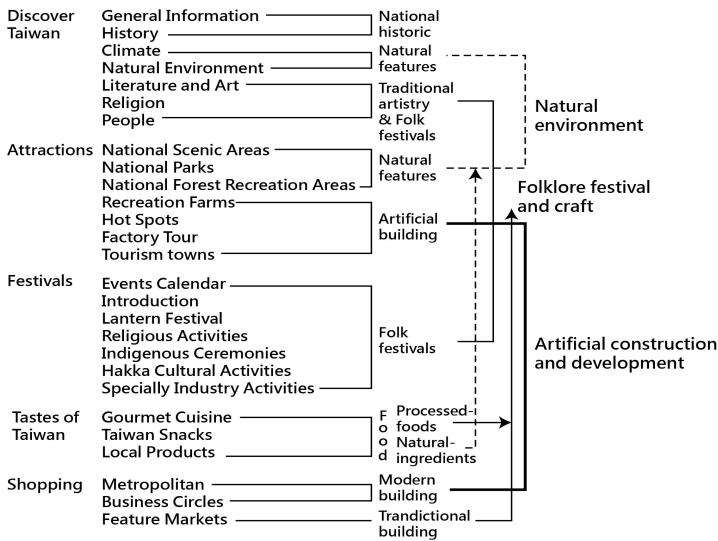 Discover
Taiwan
General Information
History
Climate
Natural Environment
Literature and Art
Religion
People
National
historic
Natural
features
Traditional
artistry
& Folk
festivals
Natural
environment
Attractions
National Scenic Areas
National Parks
National Forest Recreation Areas
Recreation Farms
Hot Spots
Factory Tour
Tourism towns
Natural
features
Artificial
building
Folklore festival
and craft
Festivals
Events Calendar
Introduction
Lantern Festival
Religious Activities
Indigenous Ceremonies
Hakka Cultural Activities
Specially Industry Activities
Folk
festivals
Artificial construction
and development
Tastes of
Taiwan
Gourmet Cuisine
Taiwan Snacks
Local Products
Food
Processed-
foods
Natural-
ingredients
Shopping
Metropolitan
Business Circles
Feature Markets
Modern
building
Trandictional
building